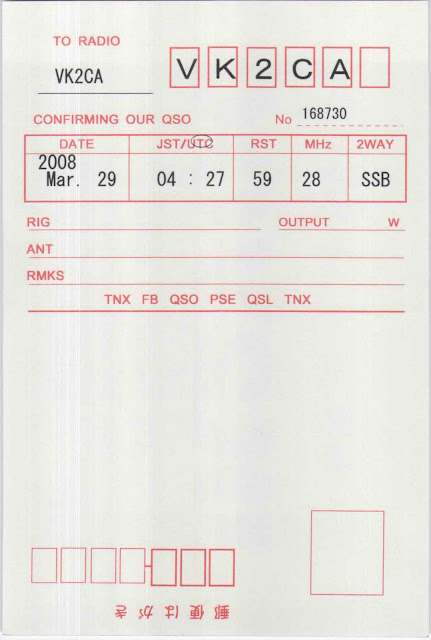 TO RADIO
VK2CA
VK2CA
CONFIRMING OUR QSO No 168730
DATE JST/UTC RST MHz 2WAY
2008
Mar. 29 04 : 27 59 28 SSB
RIG OUTPUT W
ANT
RMKS
TNX FB QSO PSE QSL TNX
郵便はがき